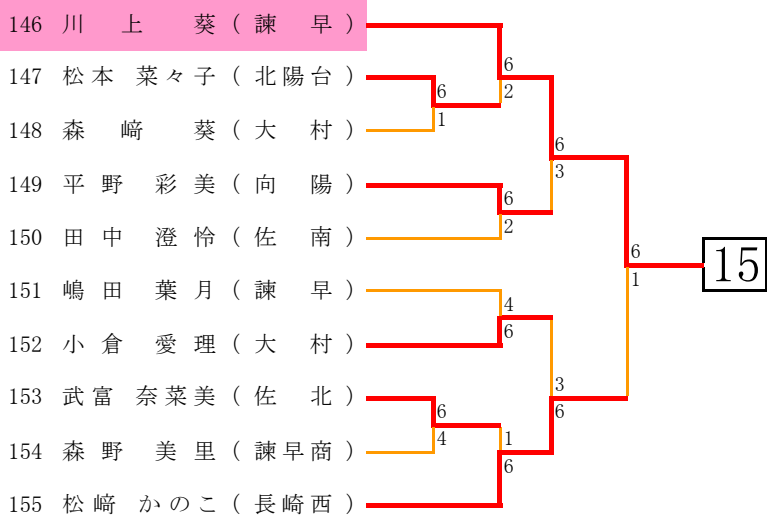 146 川上 葵(諫早)
147 松本 菜々子(北陽台)
148 森﨑 葵(大村)
149 平野 彩美(向陽)
150 田中 澄怜(佐南)
151 嶋田 葉月(諫早)
152 小倉 愛理(大村)
153 武富 奈菜美(佐北)
154 森野 美里(諫早商)
155 松﨑 かのこ(長崎西)
6
2
6
1
6
3
6
2
6
1
15
4
6
3
6
6
4
1
6